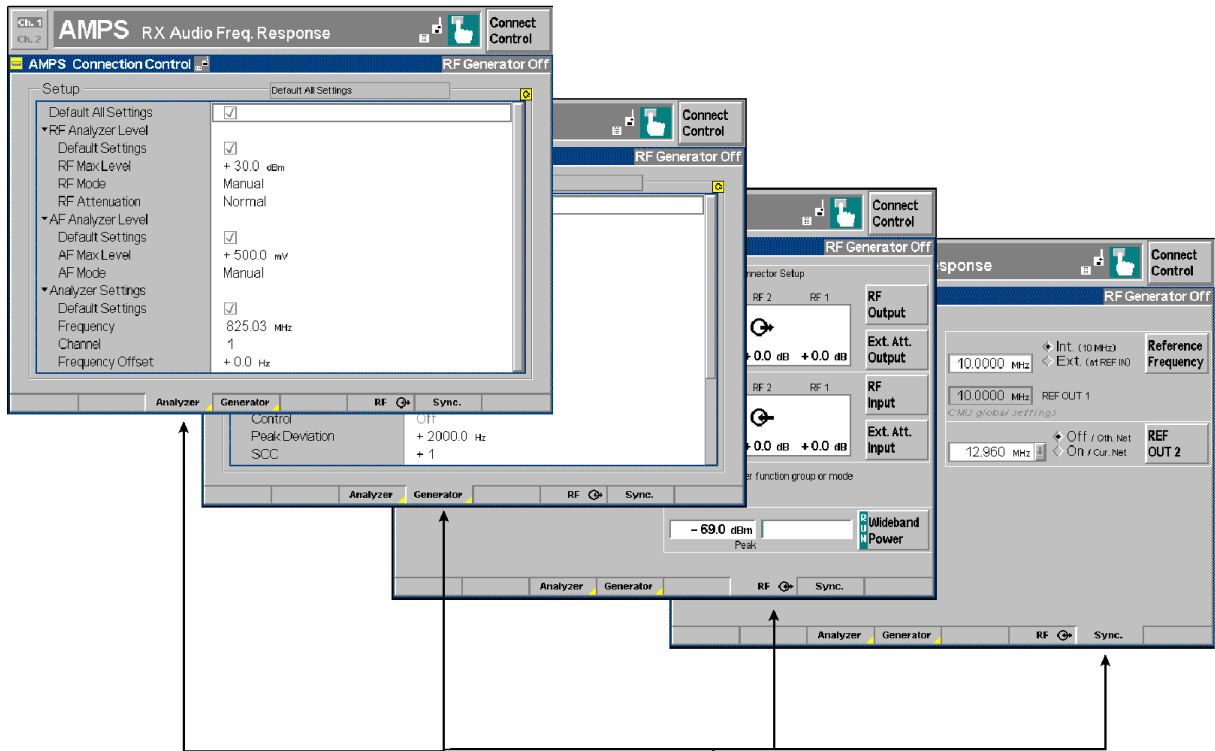 Ch. 1
Ch. 2
AMPS RX Audio Freq. Response
Connect
Control
AMPS Connection Control
RF Generator Off
Setup
Default All Settings
Default All Settings
RF Analyzer Level
Default Settings
RF Max Level
+ 30.0 dBm
RF Mode
Manual
RF Attenuation
Normal
AF Analyzer Level
Default Settings
AF Max Level
+ 500.0 mV
AF Mode
Manual
Analyzer Settings
Default Settings
Frequency
825.03 MHz
Channel
1
Frequency Offset
+ 0.0 Hz
Analyzer
Generator
RF
Sync.
Connect
Control
RF Generator Off
Control
Off
Peak Deviation
+ 2000.0 Hz
SCC
+ 1
Analyzer
Generator
RF
Sync.
Connect
Control
RF Generator Off
nnector Setup
RF 2
RF 1
RF
Output
+ 0.0 dB
+ 0.0 dB
Ext. Att.
Output
RF 2
RF 1
RF
Input
+ 0.0 dB
+ 0.0 dB
Ext. Att.
Input
er function group or mode
– 69.0 dBm
Peak
RUN
Wideband
Power
Analyzer
Generator
RF
Sync.
sponse
Connect
Control
RF Generator Off
10.0000 MHz
Int. (10 MHz)
Ext. (at REF IN)
Reference
Frequency
10.0000 MHz
REF OUT 1
CMU global settings
12.960 MHz
Off / Oth. Net
On / Cur. Net
REF
OUT 2
Analyzer
Generator
RF
Sync.